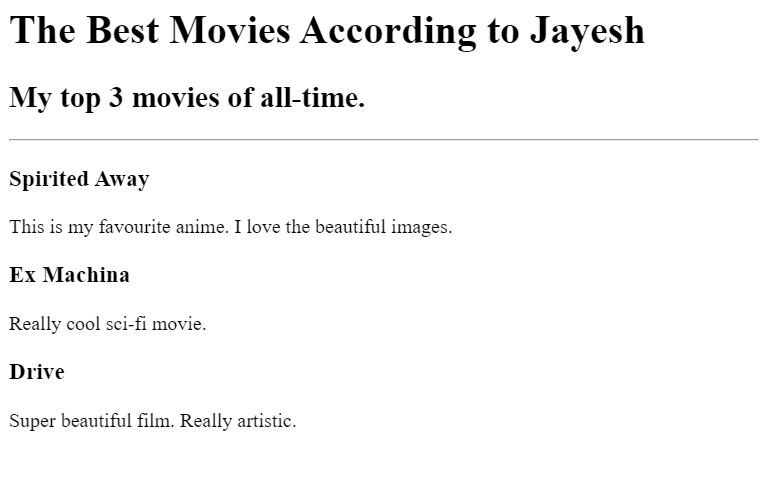 The Best Movies According to Jayesh
My top 3 movies of all-time.
Spirited Away
This is my favourite anime. I love the beautiful images.
Ex Machina
Really cool sci-fi movie.
Drive
Super beautiful film. Really artistic.